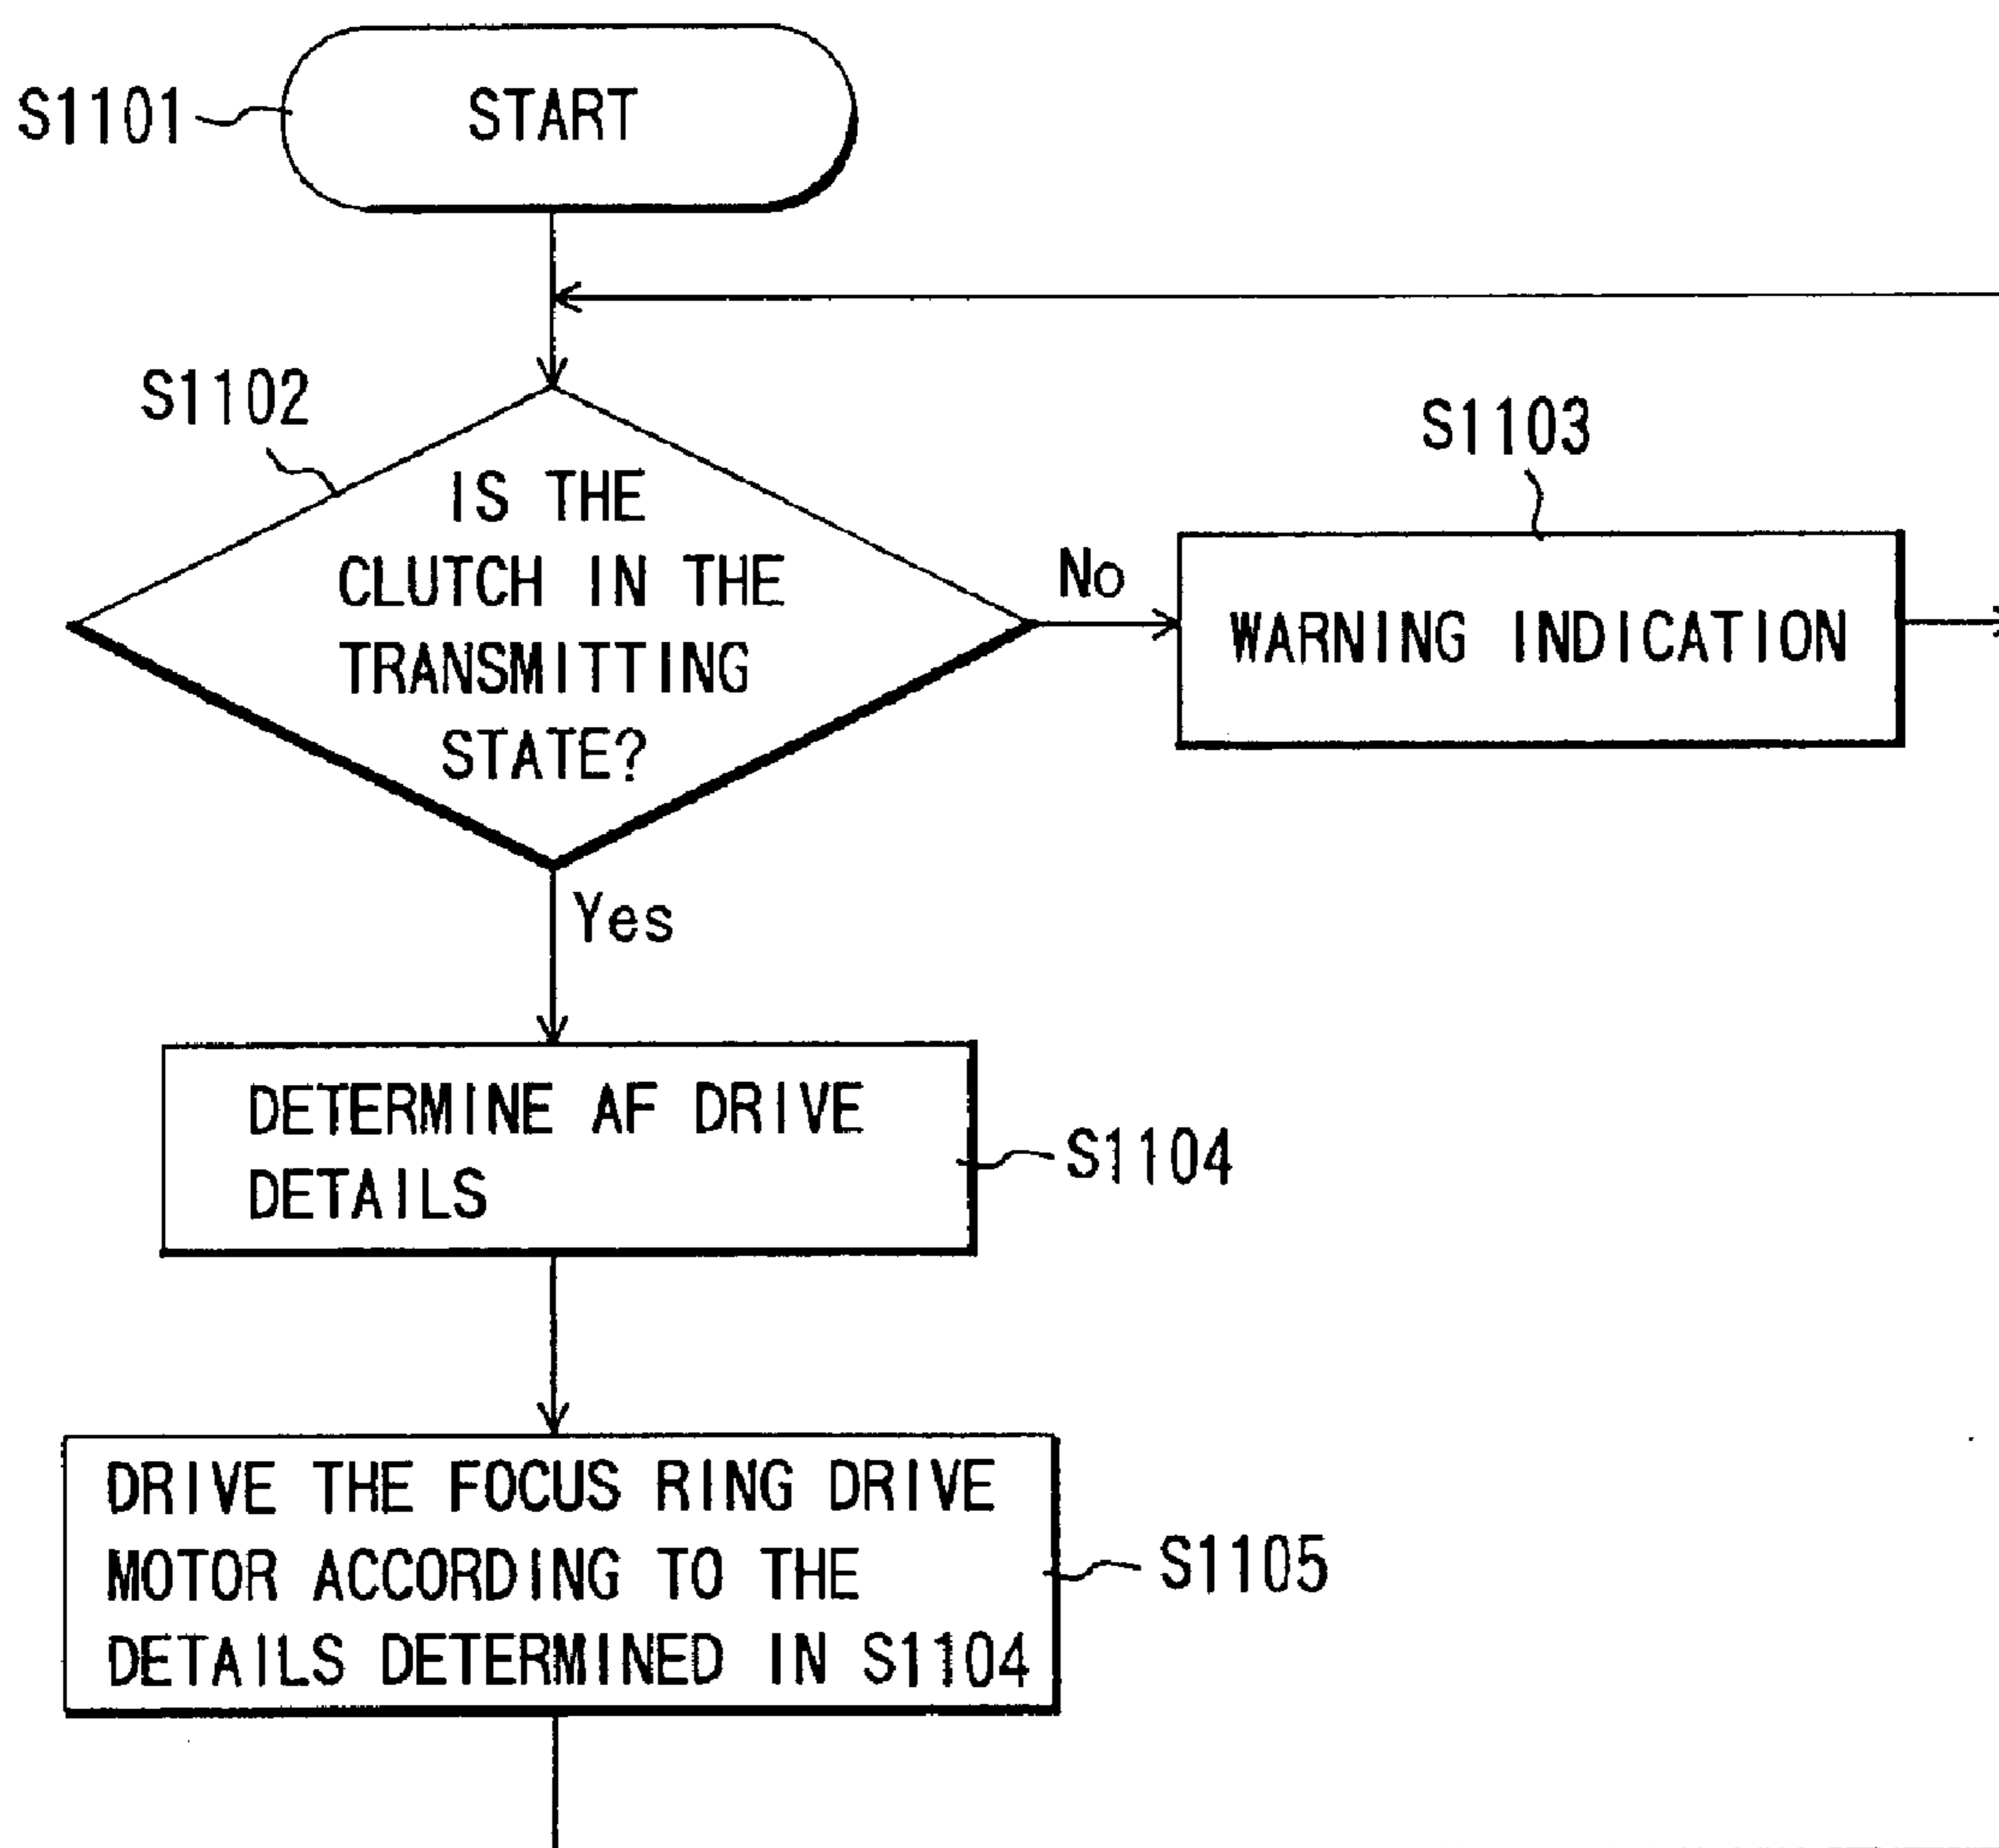 S1101
START
S1102
IS THE
CLUTCH IN THE
TRANSMITTING
STATE?
No
S1103
WARNING INDICATION
Yes
DETERMINE AF DRIVE
DETAILS
S1104
DRIVE THE FOCUS RING DRIVE
MOTOR ACCORDING TO THE
DETAILS DETERMINED IN S1104
S1105